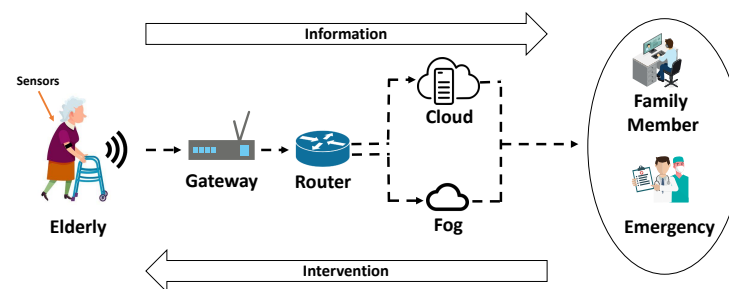 Information
Sensors
Cloud
Family
Member
Gateway
Router
Elderly
Fog
Emergency
Intervention